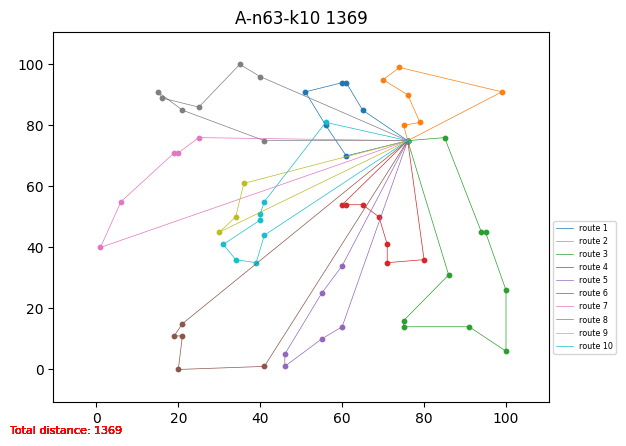 A-n63-k10 1369
100
80
60
40
20
0
0 20 40 60 80 100
route 1
route 2
route 3
route 4
route 5
route 6
route 7
route 8
route 9
route 10
Total distance: 1369